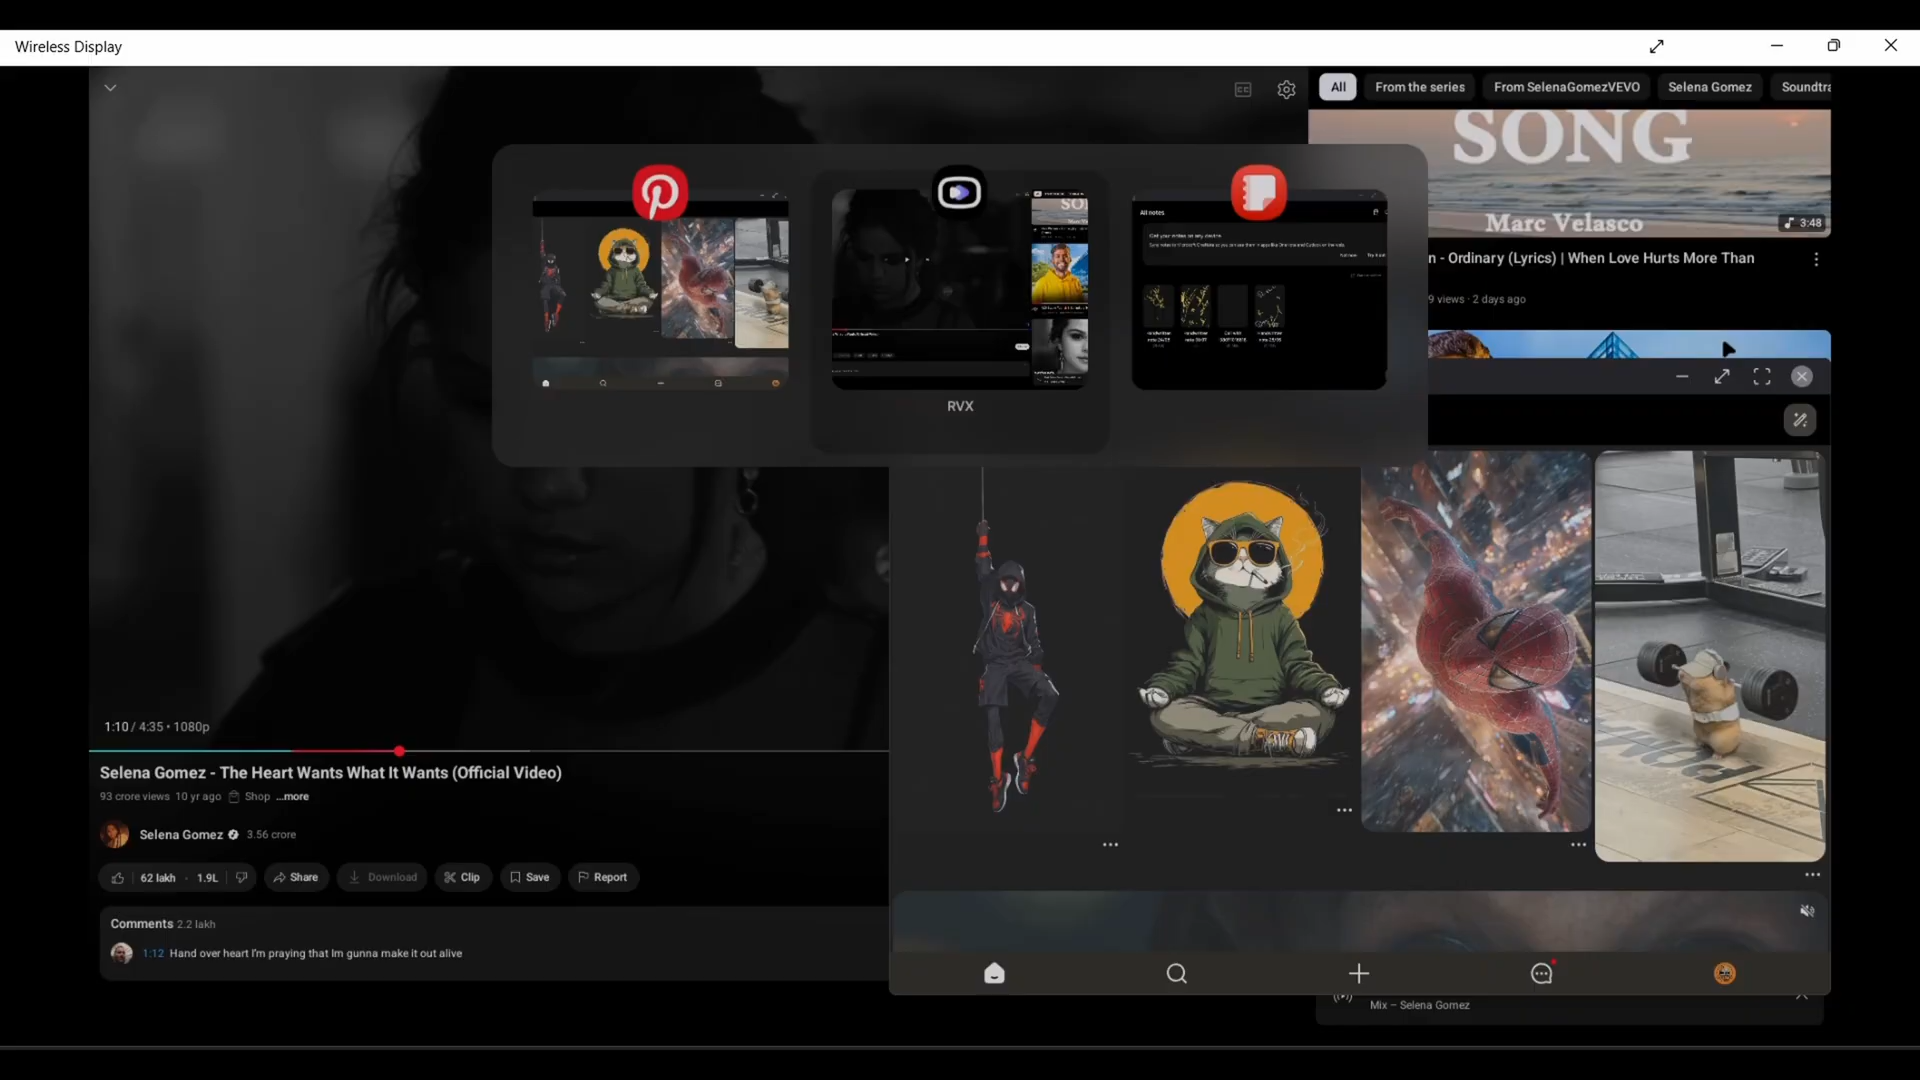 Wireless Display
All
From the series
From SelenaGomezVEVO
Selena Gomez
Soundtra
SONG
Marc Velasco
3:48
n - Ordinary (Lyrics) | When Love Hurts More Than
9 views · 2 days ago
CC
All notes
RVX
1:10 / 4:35 • 1080p
Selena Gomez - The Heart Wants What It Wants (Official Video)
93 crore views 10 yr ago Shop ...more
Selena Gomez 3.56 crore
62 lakh · 1.9L
Share
Download
Clip
Save
Report
Comments 2.2 lakh
1:12 Hand over heart I'm praying that Im gunna make it out alive
Mix – Selena Gomez